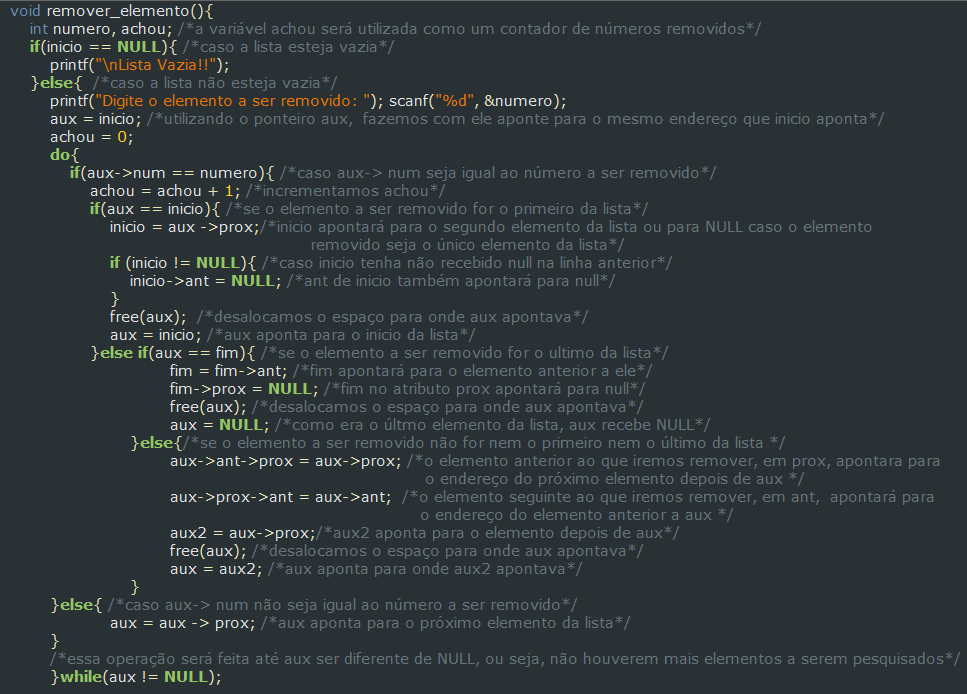 void remover_elemento(){
int numero, achou; /*a variável achou será utilizada como um contador de números removidos*/
if(inicio == NULL){ /*caso a lista esteja vazia*/
printf("\nLista Vazia!!");
}else{ /*caso a lista não esteja vazia*/
printf("Digite o elemento a ser removido: "); scanf("%d", &numero);
aux = inicio; /*utilizando o ponteiro aux, fazemos com ele aponte para o mesmo endereço que inicio aponta*/
achou = 0;
do{
if(aux->num == numero){ /*caso aux-> num seja igual ao número a ser removido*/
achou = achou + 1; /*incrementamos achou*/
if(aux == inicio){ /*se o elemento a ser removido for o primeiro da lista*/
inicio = aux ->prox;/*inicio apontará para o segundo elemento da lista ou para NULL caso o elemento
removido seja o único elemento da lista*/
if (inicio != NULL){ /*caso inicio tenha não recebido null na linha anterior*/
inicio->ant = NULL; /*ant de inicio também apontará para null*/
}
free(aux); /*desalocamos o espaço para onde aux apontava*/
aux = inicio; /*aux aponta para o inicio da lista*/
}else if(aux == fim){ /*se o elemento a ser removido for o ultimo da lista*/
fim = fim->ant; /*fim apontará para o elemento anterior a ele*/
fim->prox = NULL; /*fim no atributo prox apontará para null*/
free(aux); /*desalocamos o espaço para onde aux apontava*/
aux = NULL; /*como era o últmo elemento da lista, aux recebe NULL*/
}else{/*se o elemento a ser removido não for nem o primeiro nem o último da lista */
aux->ant->prox = aux->prox; /*o elemento anterior ao que iremos remover, em prox, apontara para
o endereço do próximo elemento depois de aux */
aux->prox->ant = aux->ant; /*o elemento seguinte ao que iremos remover, em ant, apontará para
o endereço do elemento anterior a aux */
aux2 = aux->prox;/*aux2 aponta para o elemento depois de aux*/
free(aux); /*desalocamos o espaço para onde aux apontava*/
aux = aux2; /*aux aponta para onde aux2 apontava*/
}
}else{ /*caso aux-> num não seja igual ao número a ser removido*/
aux = aux -> prox; /*aux aponta para o próximo elemento da lista*/
}
/*essa operação será feita até aux ser diferente de NULL, ou seja, não houverem mais elementos a serem pesquisados*/
}while(aux != NULL);